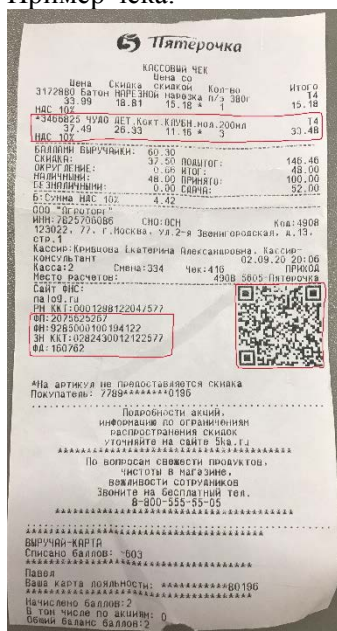 Пример чека:
5 Пятерочка
КАССОВЫЙ ЧЕК
Цена со
Цена Скидка скидкой Кол-во Итого
3172880 Батон НАРЕЗНОЙ нарезка п/э 380г 14
33.99 18.81 15.18 * 1 15.18
НДС 10%
*3466825 ЧУДО ДЕТ.Кокт.КЛУБН.мол.200мл 14
37.49 26.33 11.16 * 3 33.48
НДС 10%
БАЛЛАМИ ВЫРУЧАЙКИ: 60.30
СКИДКА: 37.50 ПОДЫТОГ: 146.46
ОКРУГЛЕНИЕ: 0.66 ИТОГ: 48.00
НАЛИЧНЫМИ: 48.00 ПРИНЯТО: 100.00
БЕЗНАЛИЧНЫМИ: 0.00 СДАЧА: 52.00
Б:Сумма НДС 10% 4.42
ООО "Агроторг"
ИНН:7825706086 СНО:ОСН Код:4908
123022, 77, г.Москва, ул.2-я Звенигородская, д.13,
стр.1
Кассир:Кривцова Екатерина Александровна, Кассир-
консультант 02.09.20 20:06
Касса:2 Смена:334 Чек:416 ПРИХОД
Место расчетов: 4908 5605-Пятерочка
Сайт ФНС:
nalog.ru
РН ККТ:0001298122047577
ФП:2075625267
ФН:9285000100194122
ЗН ККТ:0282430012122577
ФД:160762
*На артикул не предоставляется скидка
Покупатель: 7789********0196
Подробности акций,
информацию по ограничениям
распространения скидок
уточняйте на сайте 5ka.ru
По вопросам свежести продуктов,
чистоты в магазине,
вежливости сотрудников
Звоните на бесплатный тел.
8-800-555-55-05
ВЫРУЧАЙ-КАРТА
Списано баллов: -603
Павел
Ваша карта лояльности: ************80196
Начислено баллов:2
В том числе по акциям: 0
Общий баланс баллов:2